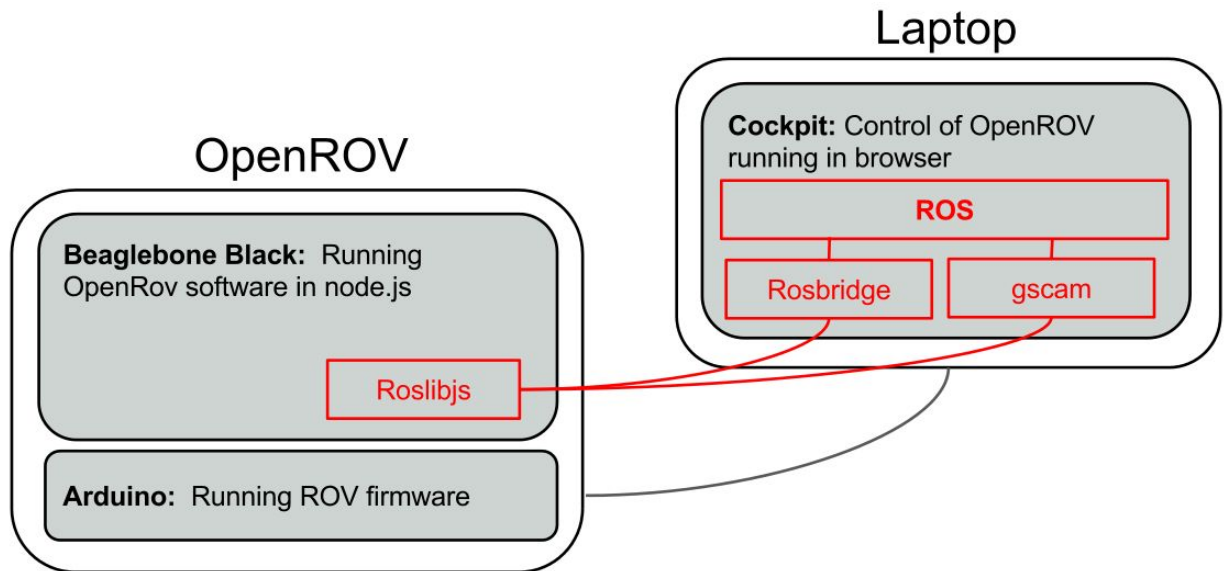 Laptop
Cockpit: Control of OpenROV
running in browser
ROS
Rosbridge
gscam
OpenROV
Beaglebone Black: Running
OpenRov software in node.js
Roslibjs
Arduino: Running ROV firmware